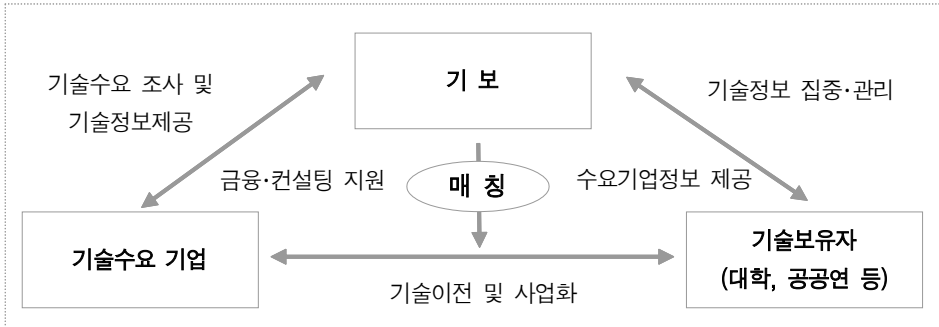 기 보
기술수요 조사 및
기술정보제공
기술정보 집중·관리
금융·컨설팅 지원
매 칭
수요기업정보 제공
기술수요 기업
기술보유자
(대학, 공공연 등)
기술이전 및 사업화